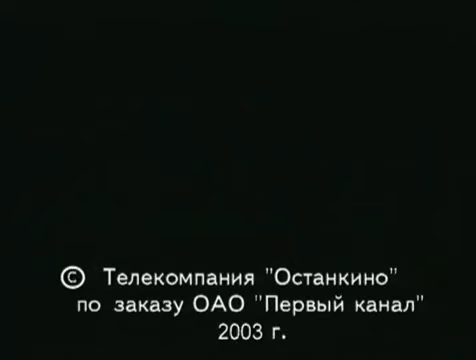 © Телекомпания "Останкино"
по заказу ОАО "Первый канал"
2003 г.